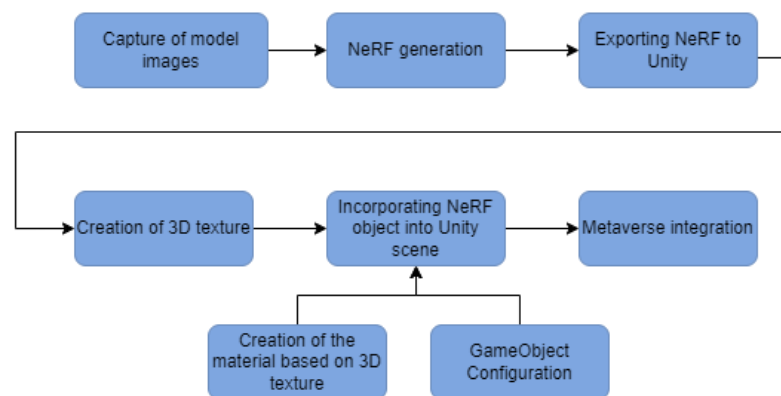 Capture of model
images
NeRF generation
Exporting NeRF to
Unity
Creation of 3D texture
Incorporating NeRF
object into Unity
scene
Metaverse integration
Creation of the
material based on 3D
texture
GameObject
Configuration